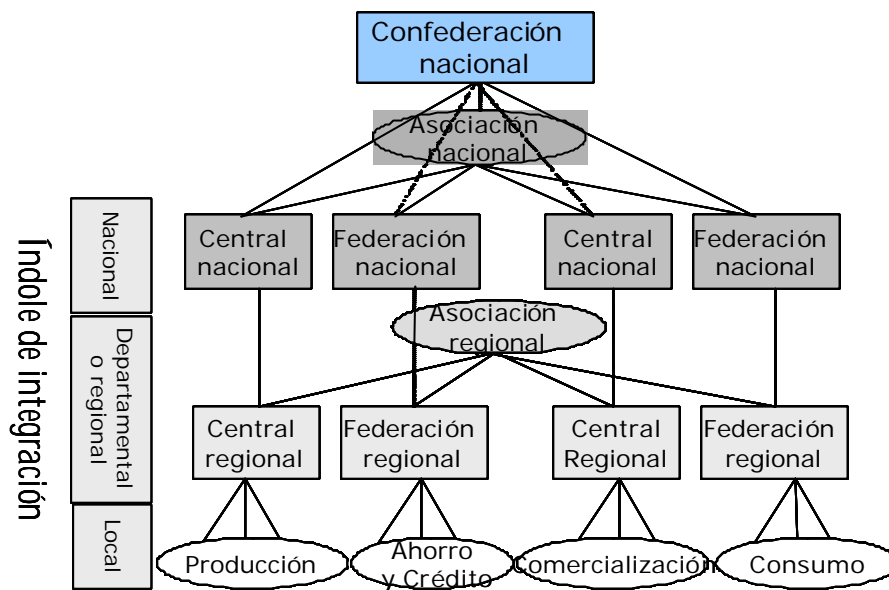 Confederación
nacional
Asociación
nacional
Índole de integración
Nacional
Central
nacional
Federación
nacional
Central
nacional
Federación
nacional
Departamental
o regional
Asociación
regional
Central
regional
Federación
regional
Central
Regional
Federación
regional
Local
Producción
Ahorro
y Crédito
Comercialización
Consumo